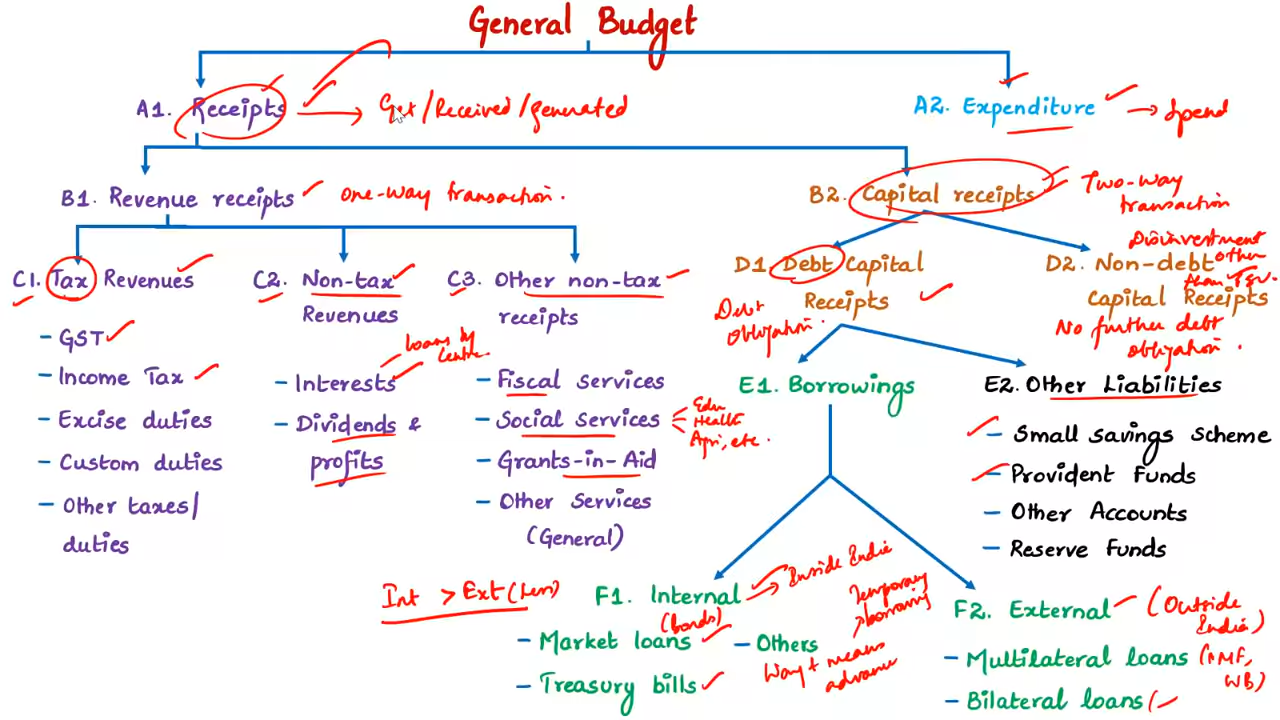 General Budget
A1. Receipts
Get/Received/generated
A2. Expenditure
Spend
B1. Revenue receipts
one-way transaction.
B2. Capital receipts
Two-way
transaction
C1. Tax Revenues
C2. Non-tax
Revenues
C3. Other non-tax
receipts
D1. Debt Capital
Receipts
Debt
obligation.
Disinvestment
other
than
D2. Non-debt
Capital Receipts
No further debt
obligation.
- GST
- Income Tax
- Excise duties
- Custom duties
- Other taxes/
duties
loans by
Centre
- Interests
- Dividends &
profits
- Fiscal services
- Social services
Edu
Health
Agri, etc.
- Grants-in-Aid
- Other Services
(General)
E1. Borrowings
E2. Other Liabilities
- Small savings scheme
- Provident Funds
- Other Accounts
- Reserve Funds
Int > Ext (less)
F1. Internal
Inside India
(bonds)
- Market loans
- Treasury bills
- Others
Temporary
borrowing
Way + means
advance
F2. External
(Outside
India)
- Multilateral loans (IMF,
WB)
- Bilateral loans (